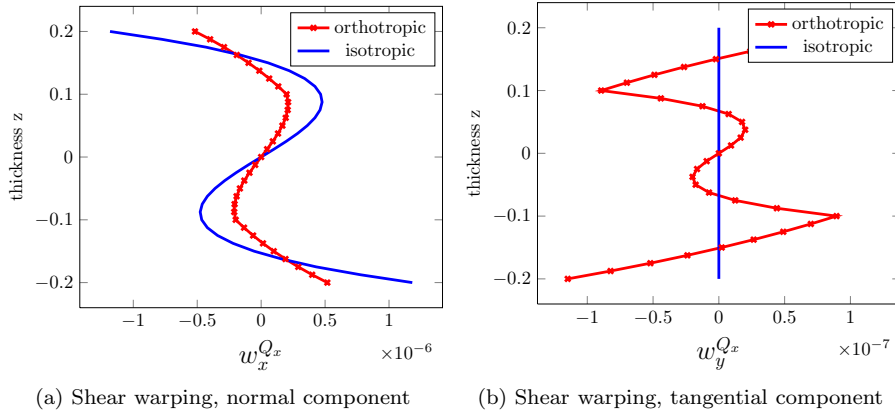 orthotropic
isotropic
0.2
0.1
0
−0.1
−0.2
thickness z
−1
−0.5
0
0.5
1
×10⁻⁶
w_x^{Q_x}
(a) Shear warping, normal component
orthotropic
isotropic
0.2
0.1
0
−0.1
−0.2
thickness z
−1
−0.5
0
0.5
1
×10⁻⁷
w_y^{Q_x}
(b) Shear warping, tangential component